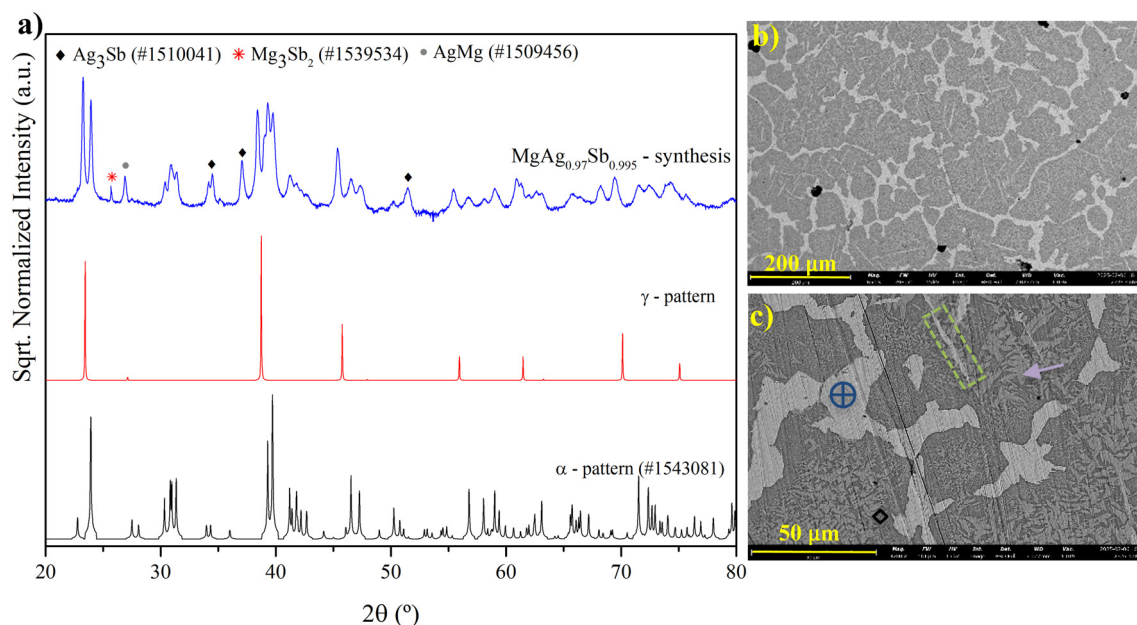 a)
Sqrt. Normalized Intensity (a.u.)
Ag3Sb (#1510041) Mg3Sb2 (#1539534) AgMg (#1509456)
MgAg0.97Sb0.995 - synthesis
γ - pattern
α - pattern (#1543081)
20 30 40 50 60 70 80
2θ (º)
b)
200 μm
c)
50 μm